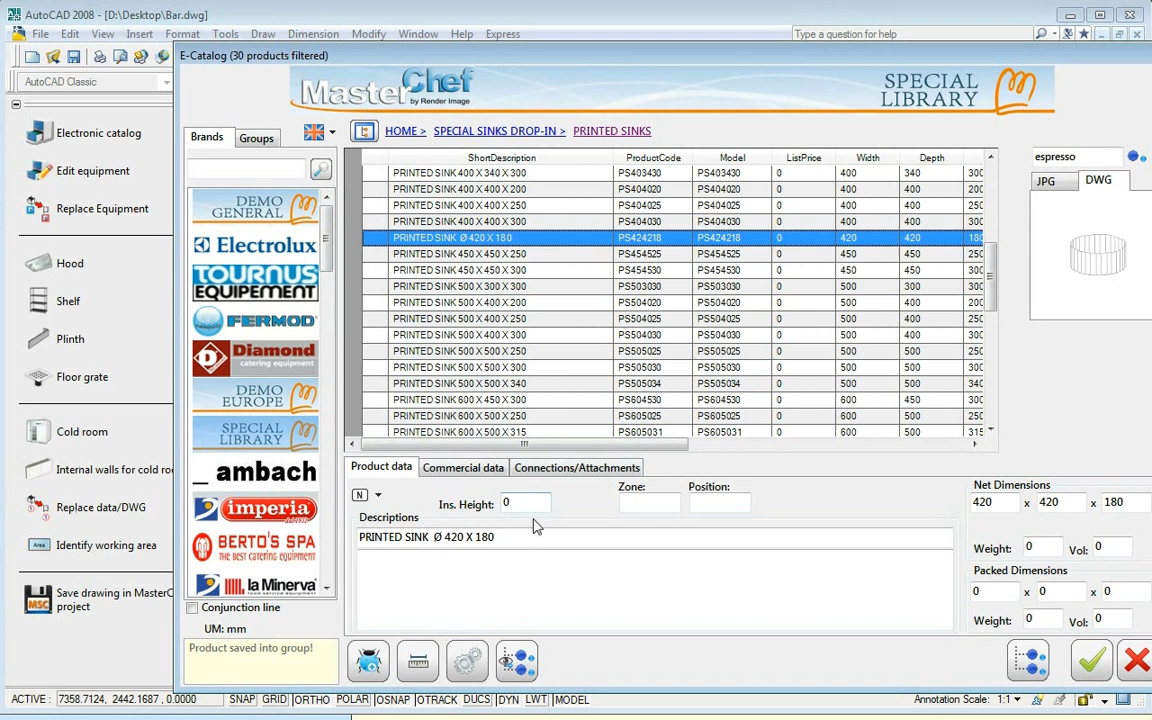 AutoCAD 2008 - [D:\Desktop\Bar.dwg]
File Edit View Insert Format Tools Draw Dimension Modify Window Help Express
Type a question for help
AutoCAD Classic
E-Catalog (30 products filtered)
MasterChef
by Render Image
SPECIAL
LIBRARY
Brands
Groups
HOME > SPECIAL SINKS DROP-IN > PRINTED SINKS
espresso
JPG
DWG
Electronic catalog
Edit equipment
Replace Equipment
Hood
Shelf
Plinth
Floor grate
Cold room
Internal walls for cold ro
Replace data/DWG
Identify working area
Save drawing in MasterC
project
DEMO
GENERAL
Electrolux
TOURNUS
EQUIPEMENT
FERMOD
Diamond
catering equipment
DEMO
EUROPE
SPECIAL
LIBRARY
_ ambach
imperia
BERTO'S SPA
THE BEST CATERING EQUIPMENT
la Minerva
Conjunction line
UM: mm
Product saved into group!
ShortDescription ProductCode Model ListPrice Width Depth
PRINTED SINK 400 X 340 X 300 PS403430 PS403430 0 400 340 300
PRINTED SINK 400 X 400 X 200 PS404020 PS404020 0 400 400 200
PRINTED SINK 400 X 400 X 250 PS404025 PS404025 0 400 400 250
PRINTED SINK 400 X 400 X 300 PS404030 PS404030 0 400 400 300
PRINTED SINK Ø 420 X 180 PS424218 PS424218 0 420 420 180
PRINTED SINK 450 X 450 X 250 PS454525 PS454525 0 450 450 250
PRINTED SINK 450 X 450 X 300 PS454530 PS454530 0 450 450 300
PRINTED SINK 500 X 300 X 300 PS503030 PS503030 0 500 300 300
PRINTED SINK 500 X 400 X 200 PS504020 PS504020 0 500 400 200
PRINTED SINK 500 X 400 X 250 PS504025 PS504025 0 500 400 250
PRINTED SINK 500 X 400 X 300 PS504030 PS504030 0 500 400 300
PRINTED SINK 500 X 500 X 250 PS505025 PS505025 0 500 500 250
PRINTED SINK 500 X 500 X 300 PS505030 PS505030 0 500 500 300
PRINTED SINK 500 X 500 X 340 PS505034 PS505034 0 500 500 340
PRINTED SINK 600 X 450 X 300 PS604530 PS604530 0 600 450 300
PRINTED SINK 600 X 500 X 250 PS605025 PS605025 0 600 500 250
PRINTED SINK 600 X 500 X 315 PS605031 PS605031 0 600 500 315
Product data
Commercial data
Connections/Attachments
N
Ins. Height: 0
Zone:
Position:
Descriptions
PRINTED SINK Ø 420 X 180
Net Dimensions
420 x 420 x 180
Weight: 0 Vol: 0
Packed Dimensions
0 x 0 x 0
Weight: 0 Vol: 0
ACTIVE : 7358.7124, 2442.1687, 0.0000 SNAP GRID ORTHO POLAR OSNAP OTRACK DUCS DYN LWT MODEL
Annotation Scale: 1:1